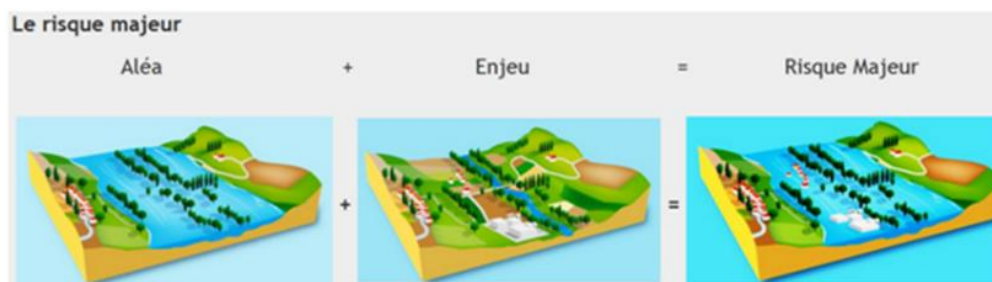 Le risque majeur
Aléa + Enjeu = Risque Majeur
+ =